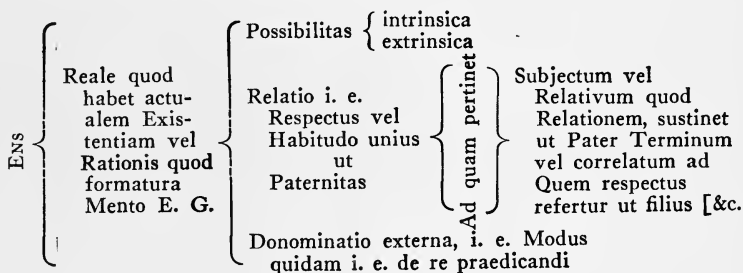 ENS
Reale quod
habet actu-
alem Exis-
tentiam vel
Rationis quod
formatura
Mento E. G.
Possibilitas
intrinsica
extrinsica
Relatio i. e.
Respectus vel
Habitudo unius
ut
Paternitas
Ad quam pertinet
Subjectum vel
Relativum quod
Relationem, sustinet
ut Pater Terminum
vel correlatum ad
Quem respectus
refertur ut filius [&c.
Donominatio externa, i. e. Modus
quidam i. e. de re praedicandi